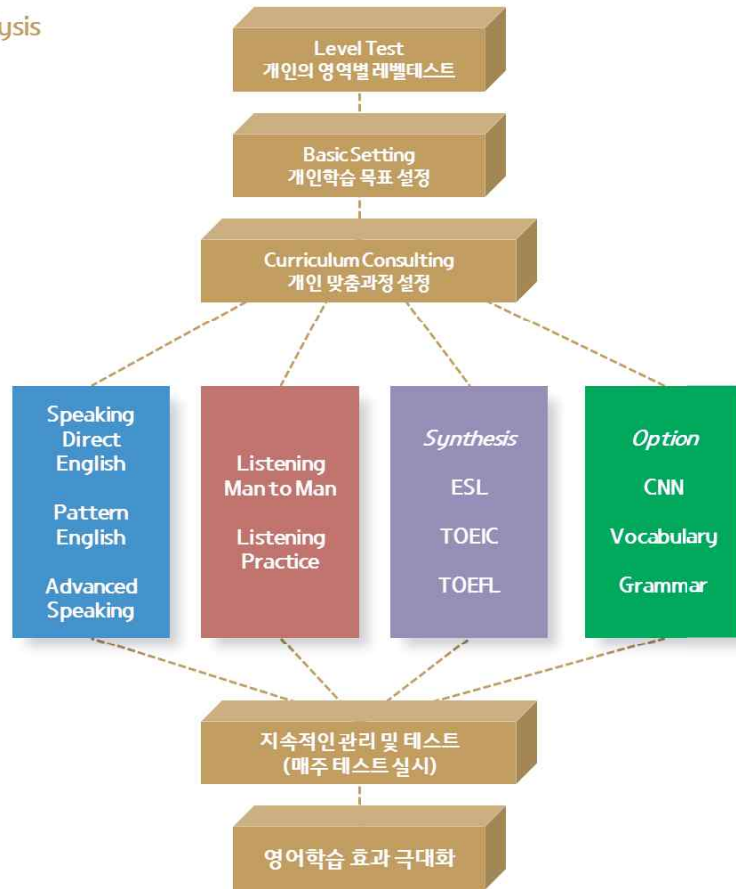 ysis
Level Test
개인의 영역별 레벨테스트
Basic Setting
개인학습 목표 설정
Curriculum Consulting
개인 맞춤과정 설정
Speaking
Direct
English
Pattern
English
Advanced
Speaking
Listening
Man to Man
Listening
Practice
Synthesis
ESL
TOEIC
TOEFL
Option
CNN
Vocabulary
Grammar
지속적인 관리 및 테스트
(매주 테스트 실시)
영어학습 효과 극대화